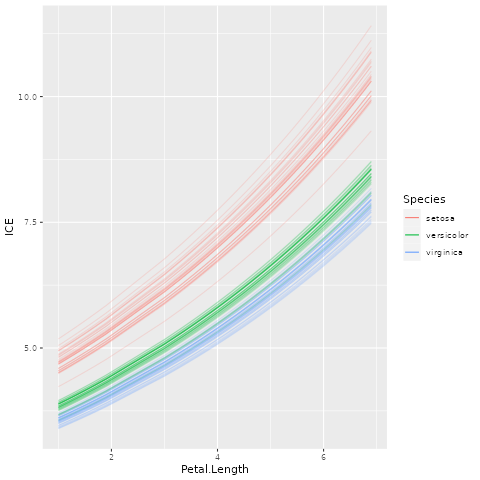 10.0
7.5
5.0
ICE
2
4
6
Petal.Length
Species
setosa
versicolor
virginica